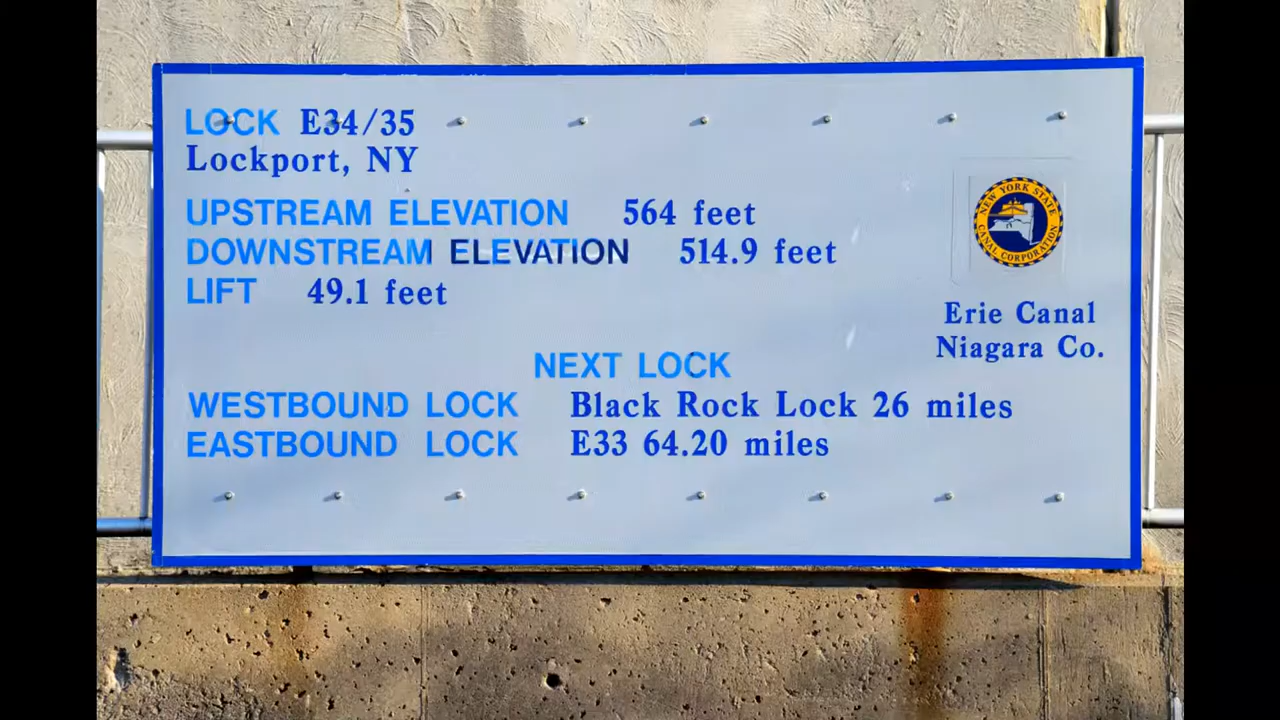 LOCK E34/35
Lockport, NY
UPSTREAM ELEVATION 564 feet
DOWNSTREAM ELEVATION 514.9 feet
LIFT 49.1 feet
NEW YORK STATE
CANAL CORPORATION
Erie Canal
Niagara Co.
NEXT LOCK
WESTBOUND LOCK Black Rock Lock 26 miles
EASTBOUND LOCK E33 64.20 miles